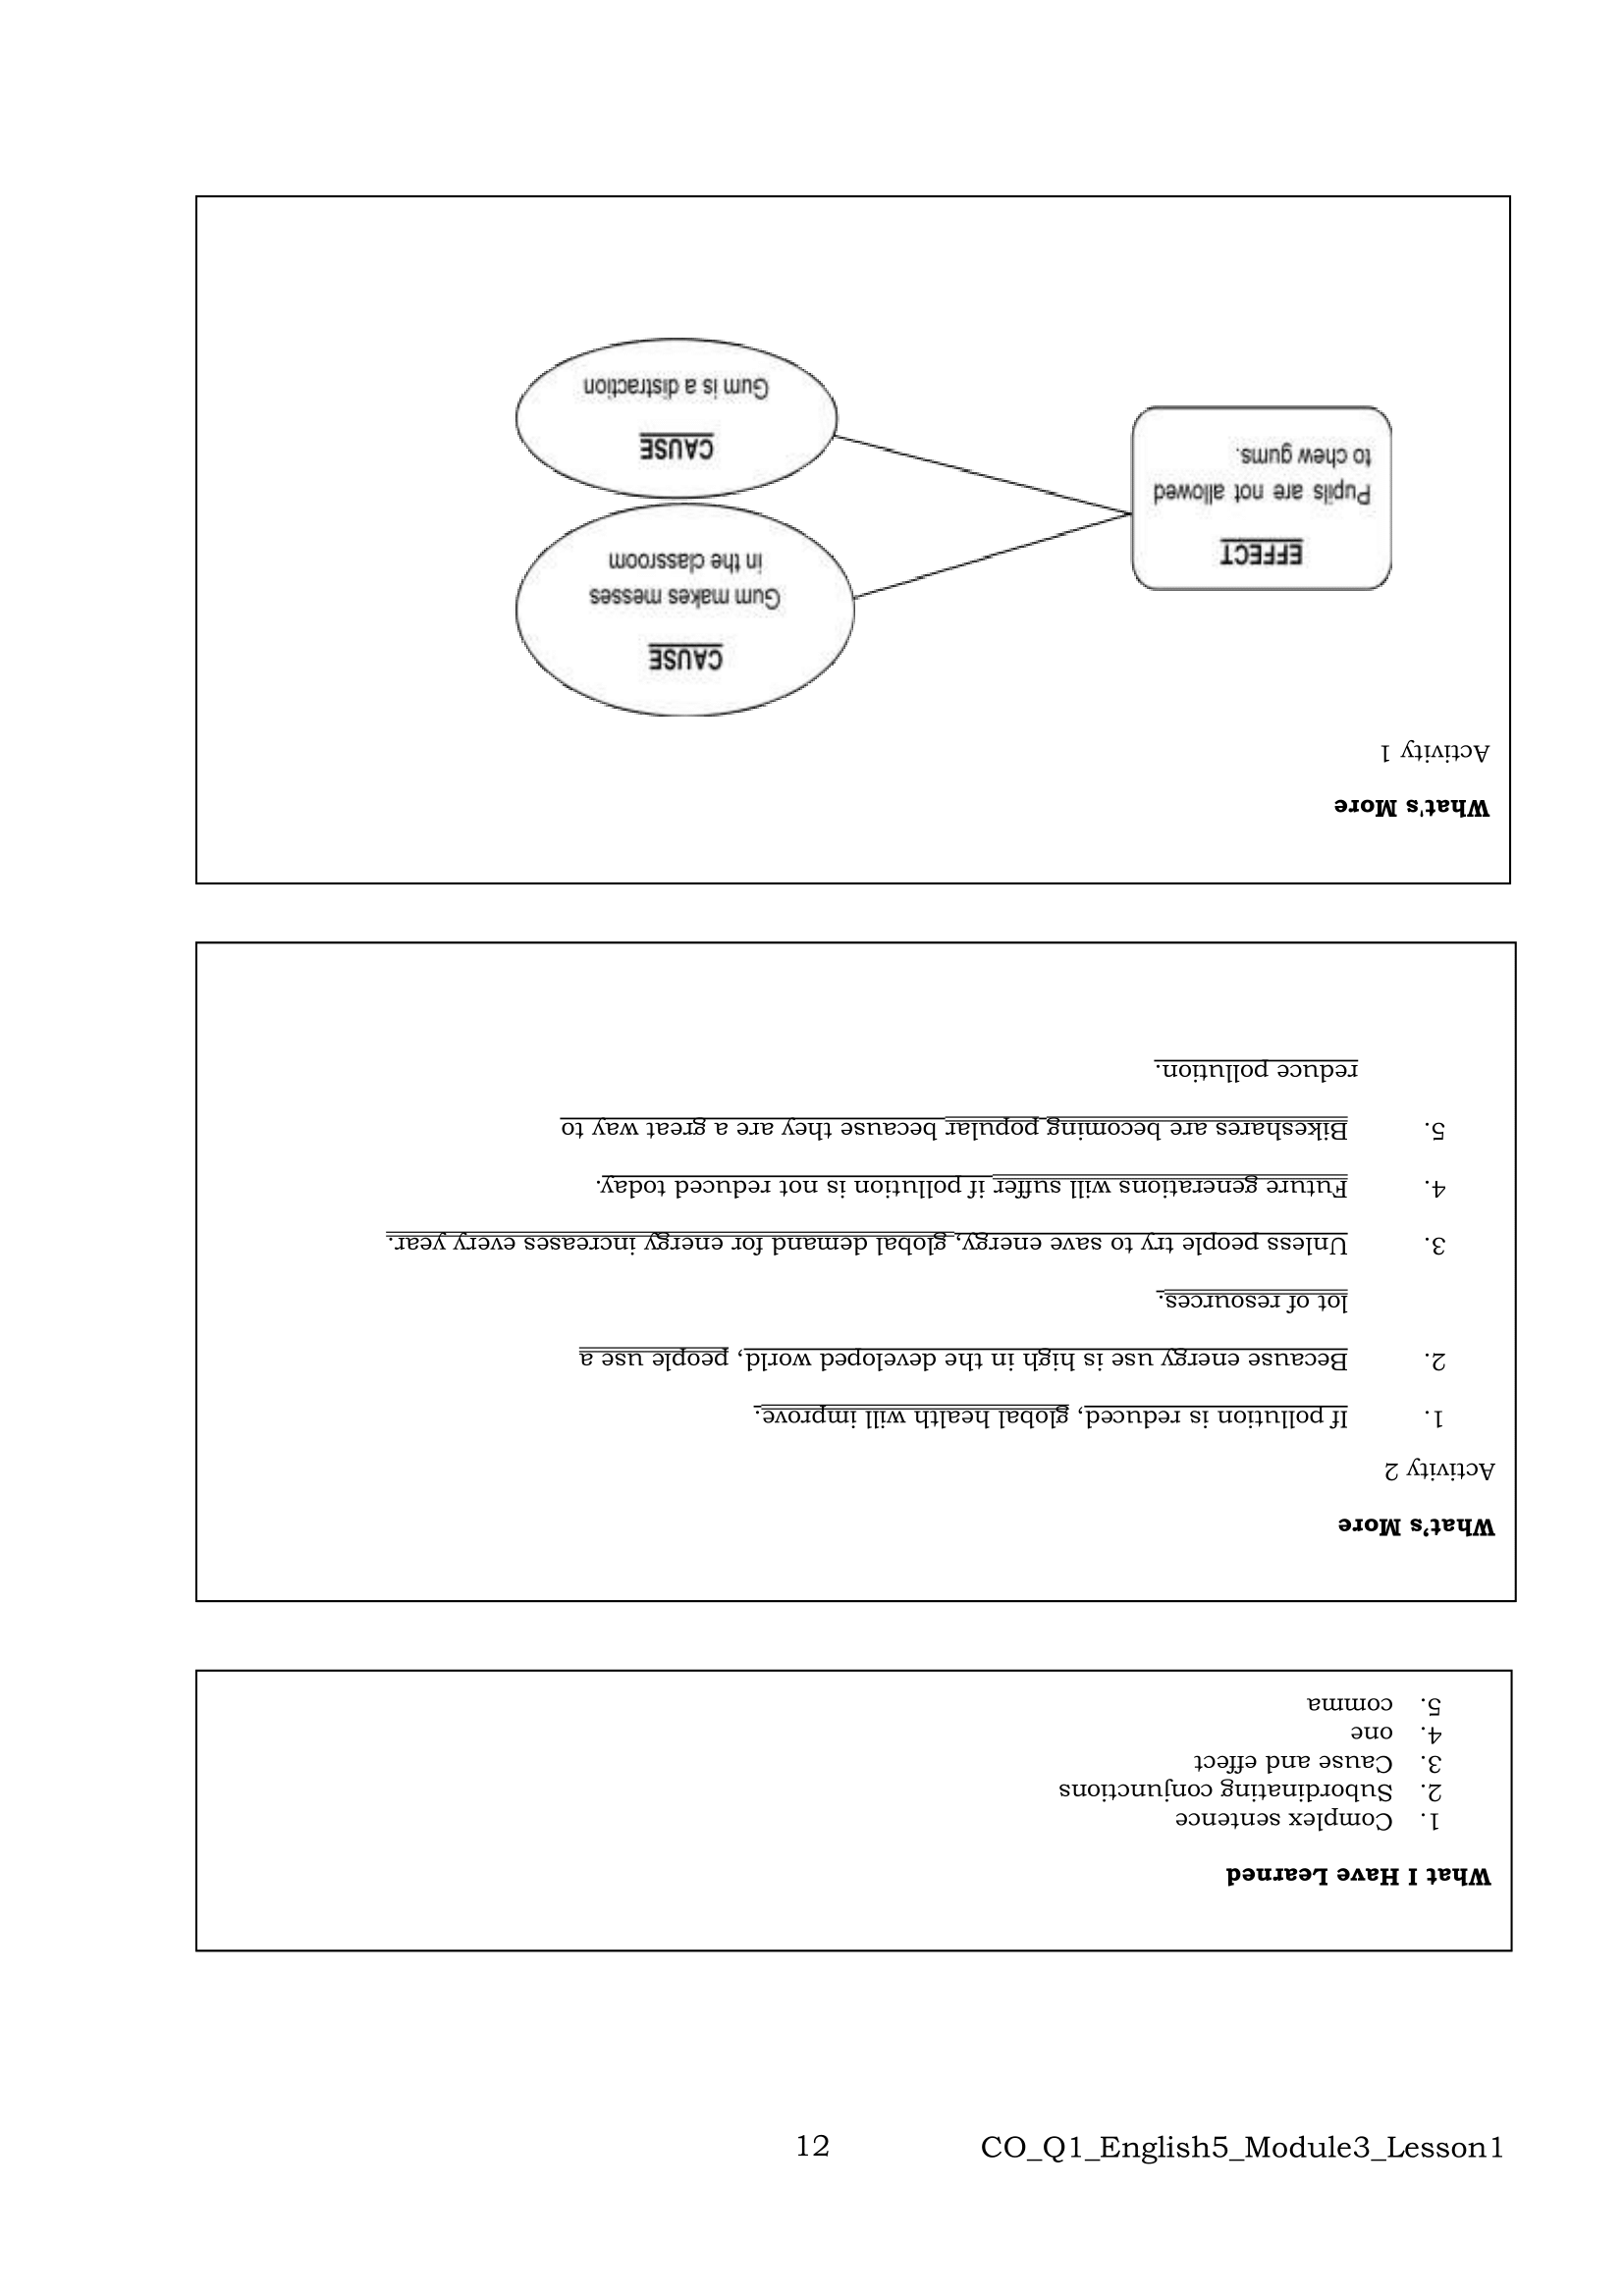 What's More
Activity 1
CAUSE
Gum makes messes
in the classroom
EFFECT
Pupils are not allowed
to chew gums.
CAUSE
Gum is a distraction
What’s More
Activity 2
1. If pollution is reduced, global health will improve.
2. Because energy use is high in the developed world, people use a
lot of resources.
3. Unless people try to save energy, global demand for energy increases every year.
4. Future generations will suffer if pollution is not reduced today.
5. Bikeshares are becoming popular because they are a great way to
reduce pollution.
What I Have Learned
1. Complex sentence
2. Subordinating conjunctions
3. Cause and effect
4. one
5. comma
12 CO_Q1_English5_Module3_Lesson1